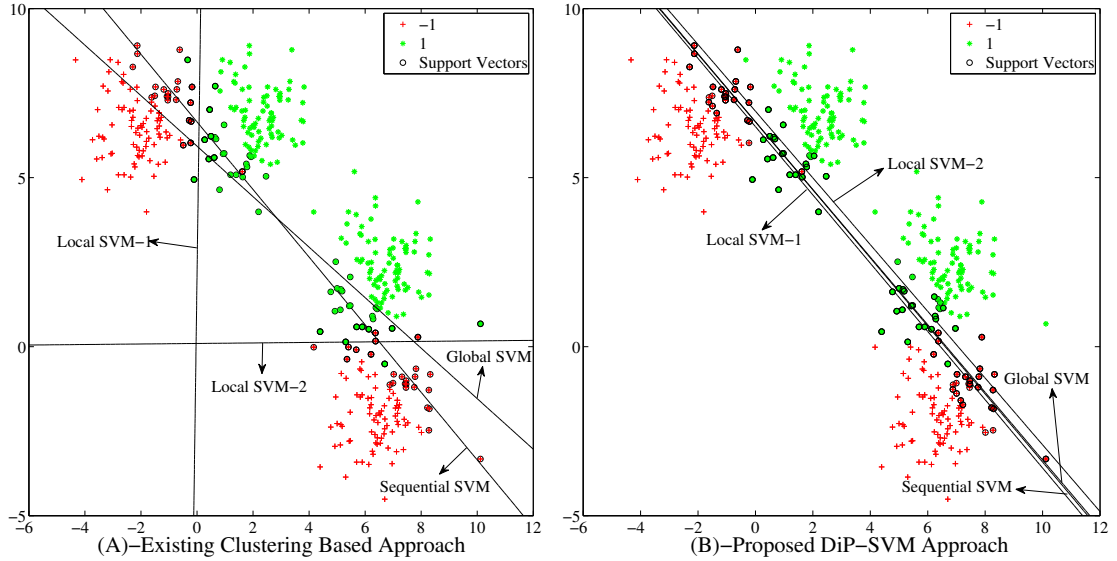 10
5
0
−5
−6
−4
−2
0
2
4
6
8
10
12
−1
1
Support Vectors
Local SVM−1
Local SVM−2
Global SVM
Sequential SVM
(A)−Existing Clustering Based Approach
10
5
0
−5
−6
−4
−2
0
2
4
6
8
10
12
−1
1
Support Vectors
Local SVM−2
Local SVM−1
Global SVM
Sequential SVM
(B)−Proposed DiP−SVM Approach